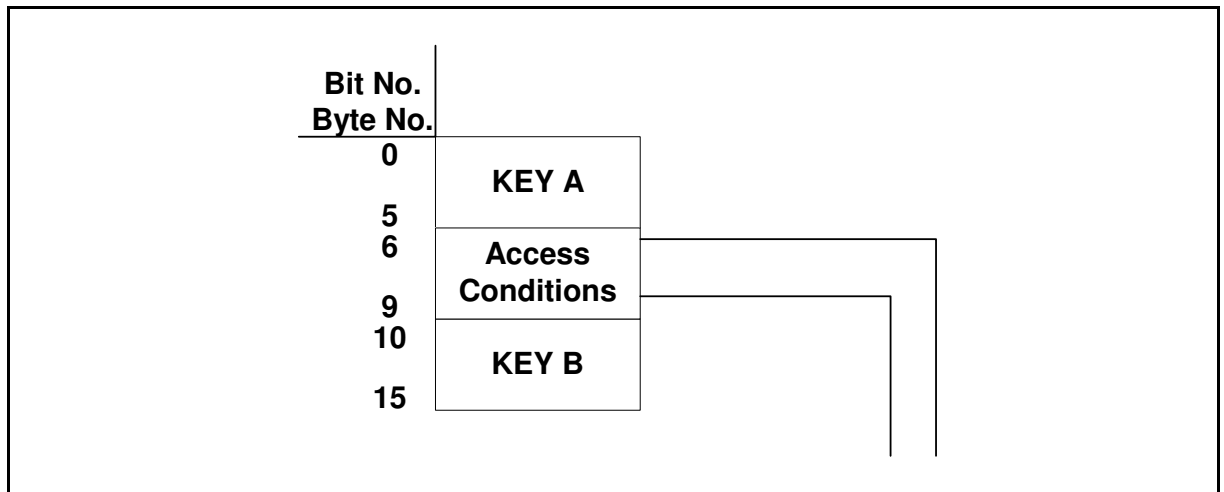 Bit No.
Byte No.
0
KEY A
5
6
Access
Conditions
9
10
KEY B
15